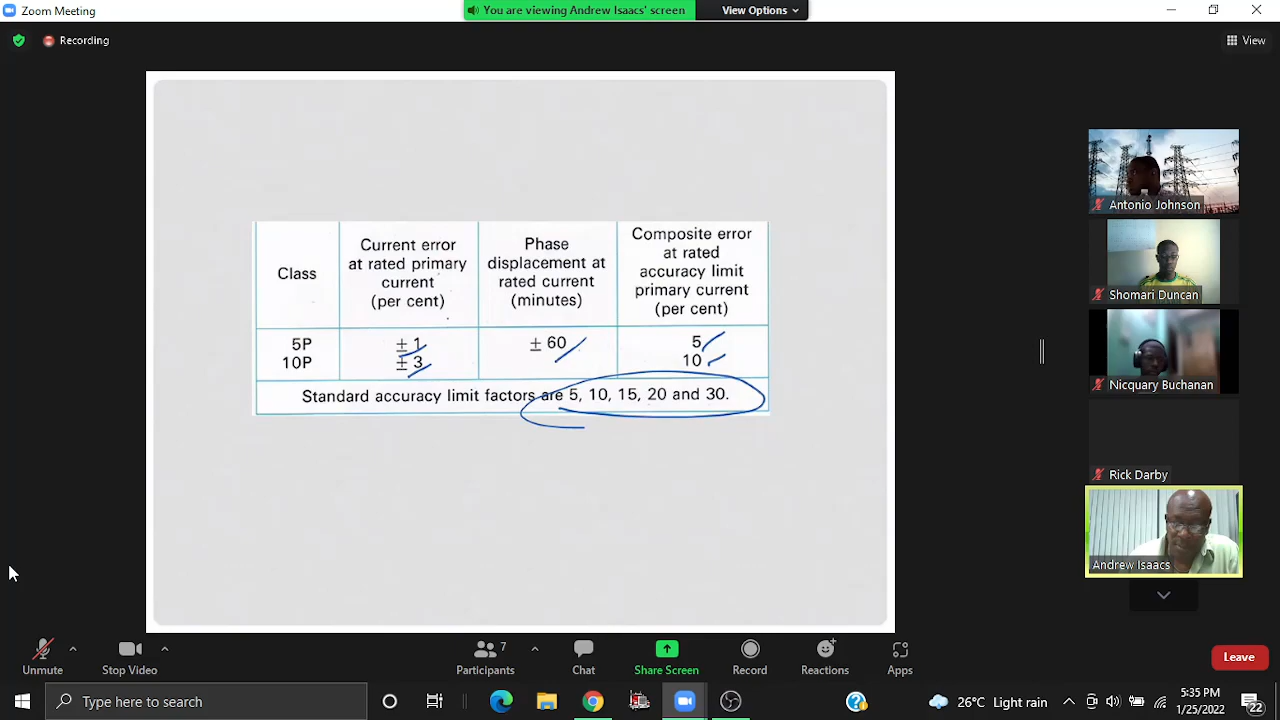 Zoom Meeting
You are viewing Andrew Isaacs' screen
View Options
Recording
View
Class
Current error
at rated primary
current
(per cent)
Phase
displacement at
rated current
(minutes)
Composite error
at rated
accuracy limit
primary current
(per cent)
5P
± 1
± 60
5
10P
± 3
10
Standard accuracy limit factors are 5, 10, 15, 20 and 30.
Antonio Johnson
Shomari Duncan
Nicquary Buchanan
Rick Darby
Andrew Isaacs
Unmute
Stop Video
7
Participants
Chat
Share Screen
Record
Reactions
Apps
Leave
Type here to search
26°C Light rain
5:35 PM
1/25/2022
22